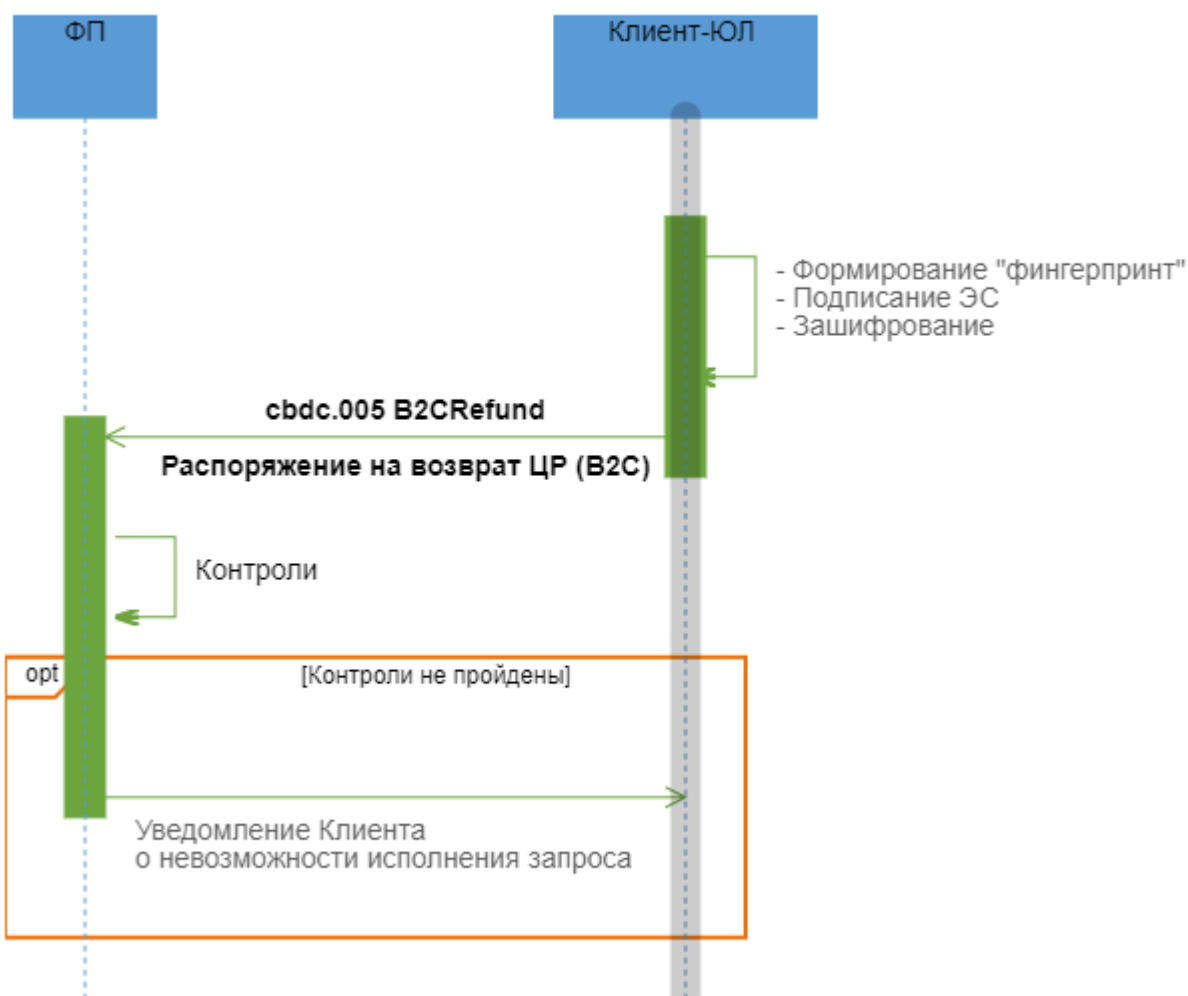 ФП
Клиент-ЮЛ
- Формирование "фингерпринт"
- Подписание ЭС
- Зашифрование
cbdc.005 B2CRefund
Распоряжение на возврат ЦР (B2C)
Контроли
opt
[Контроли не пройдены]
Уведомление Клиента
о невозможности исполнения запроса